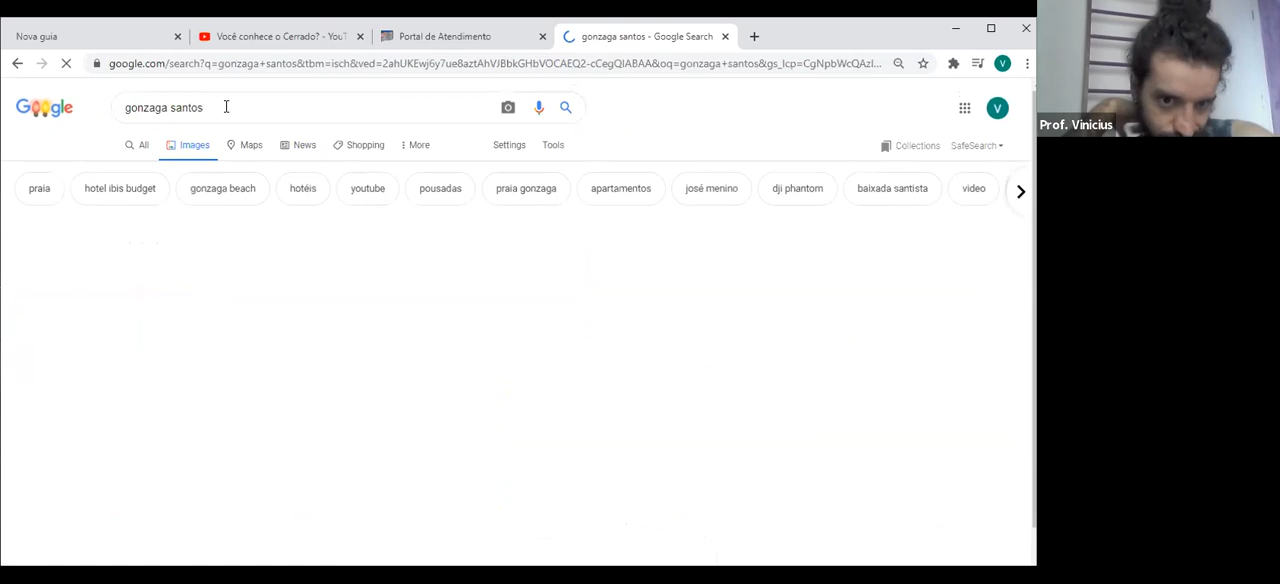 Nova guia
Você conhece o Cerrado? - YouT
Portal de Atendimento
gonzaga santos - Google Search
google.com/search?q=gonzaga+santos&tbm=isch&ved=2ahUKEwj6y7ue8aztAhVJBbkGHbVOCAEQ2-cCegQIABAA&oq=gonzaga+santos&gs_lcp=CgNpbWcQAzI...
V
Google
gonzaga santos
V
All
Images
Maps
News
Shopping
More
Settings
Tools
Collections
SafeSearch
praia
hotel ibis budget
gonzaga beach
hotéis
youtube
pousadas
praia gonzaga
apartamentos
josé menino
dji phantom
baixada santista
video
Prof. Vinicius